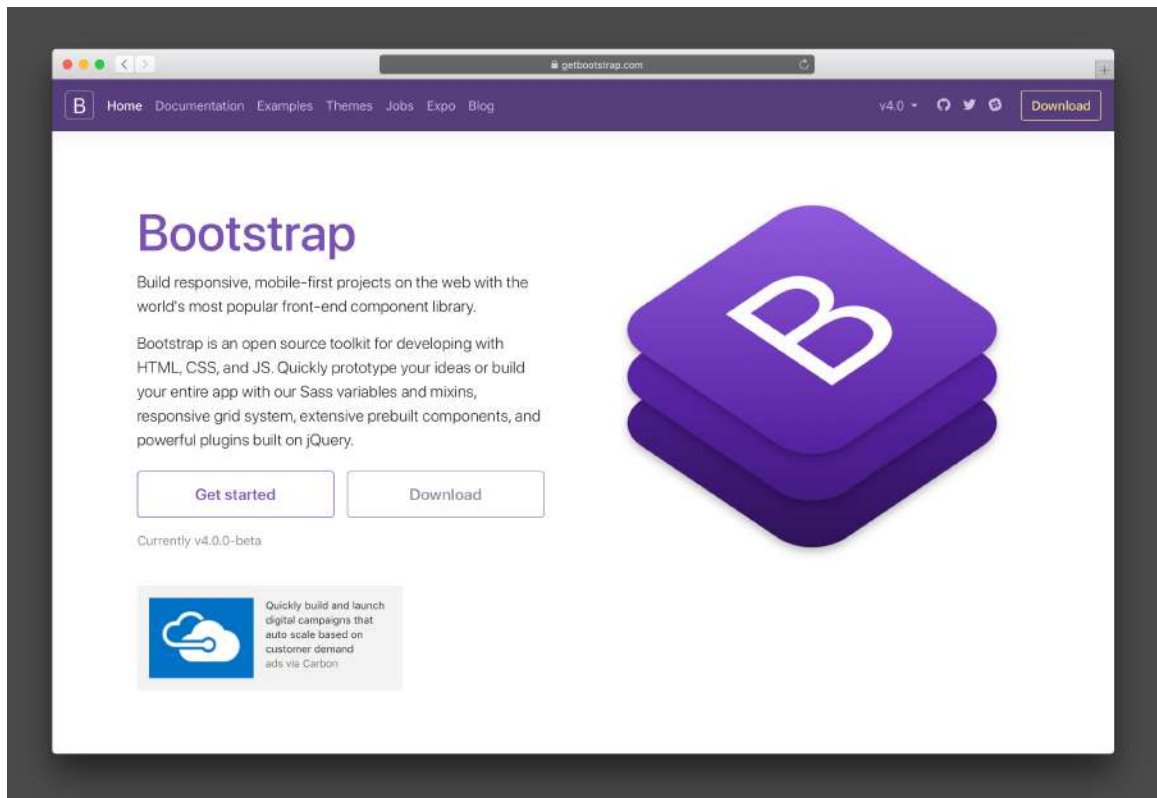 getbootstrap.com
B Home Documentation Examples Themes Jobs Expo Blog v4.0 Download
Bootstrap
B
Build responsive, mobile-first projects on the web with the
world's most popular front-end component library.
Bootstrap is an open source toolkit for developing with
HTML, CSS, and JS. Quickly prototype your ideas or build
your entire app with our Sass variables and mixins,
responsive grid system, extensive prebuilt components, and
powerful plugins built on jQuery.
Get started Download
Currently v4.0.0-beta
Quickly build and launch
digital campaigns that
auto scale based on
customer demand
ads via Carbon